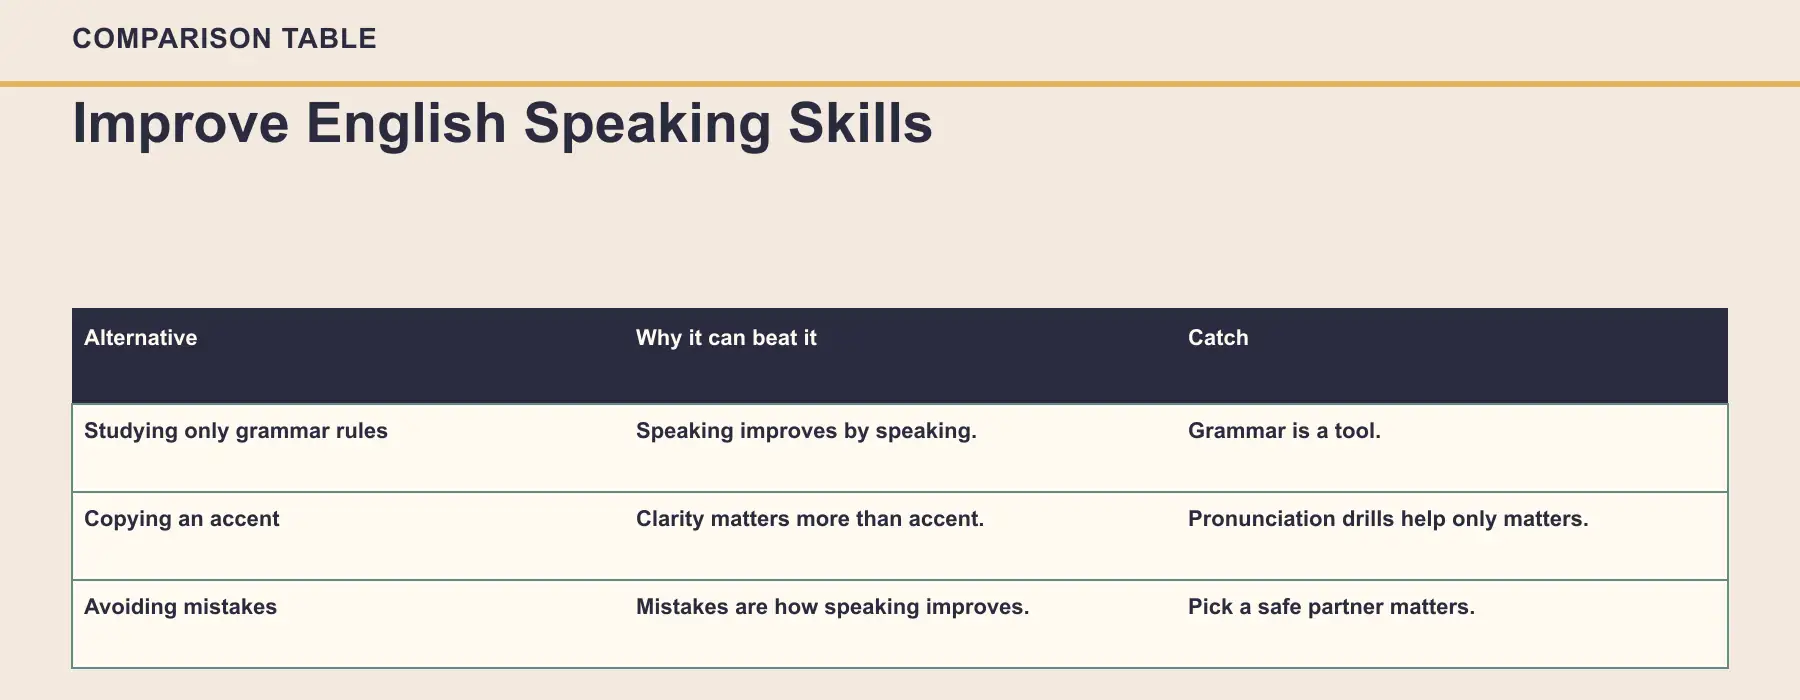 COMPARISON TABLE
Improve English Speaking Skills
Alternative Why it can beat it Catch
Studying only grammar rules Speaking improves by speaking. Grammar is a tool.
Copying an accent Clarity matters more than accent. Pronunciation drills help only matters.
Avoiding mistakes Mistakes are how speaking improves. Pick a safe partner matters.